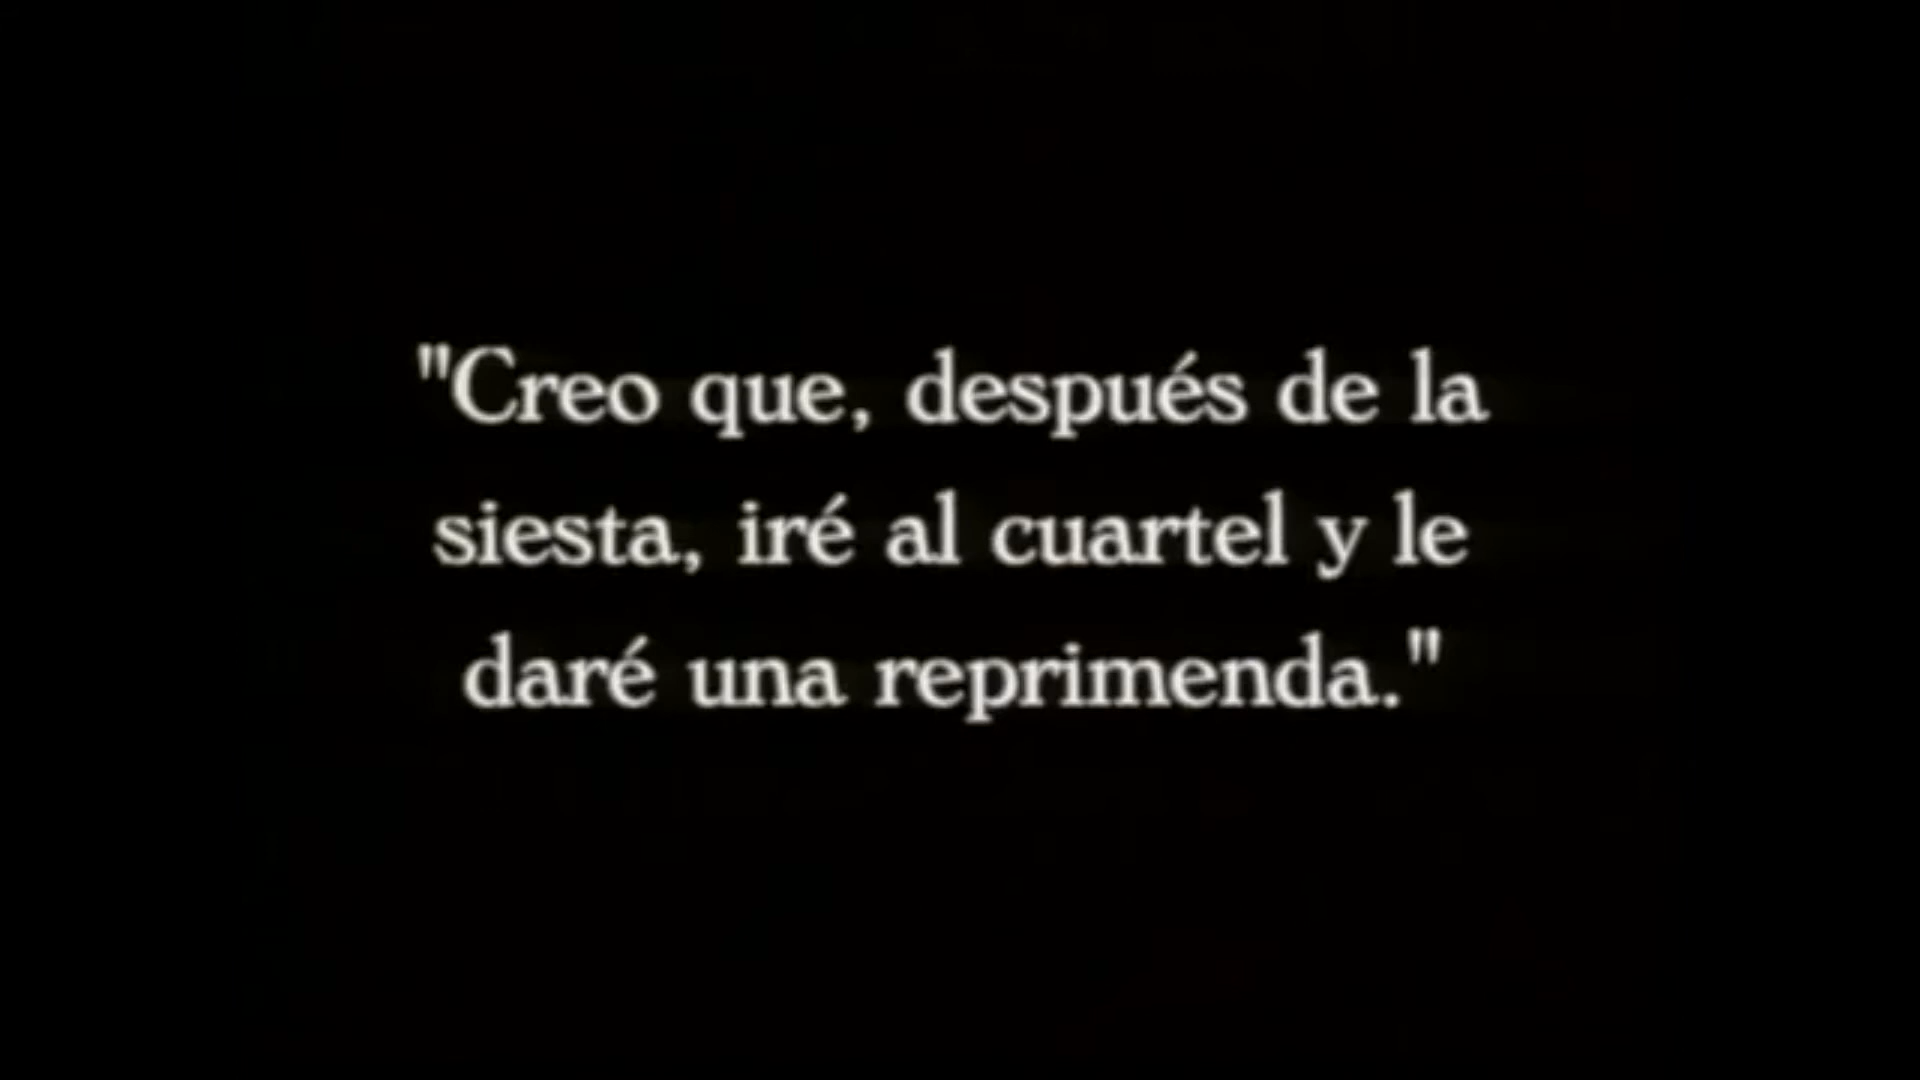 "Creo que, después de la
siesta, iré al cuartel y le
daré una reprimenda."